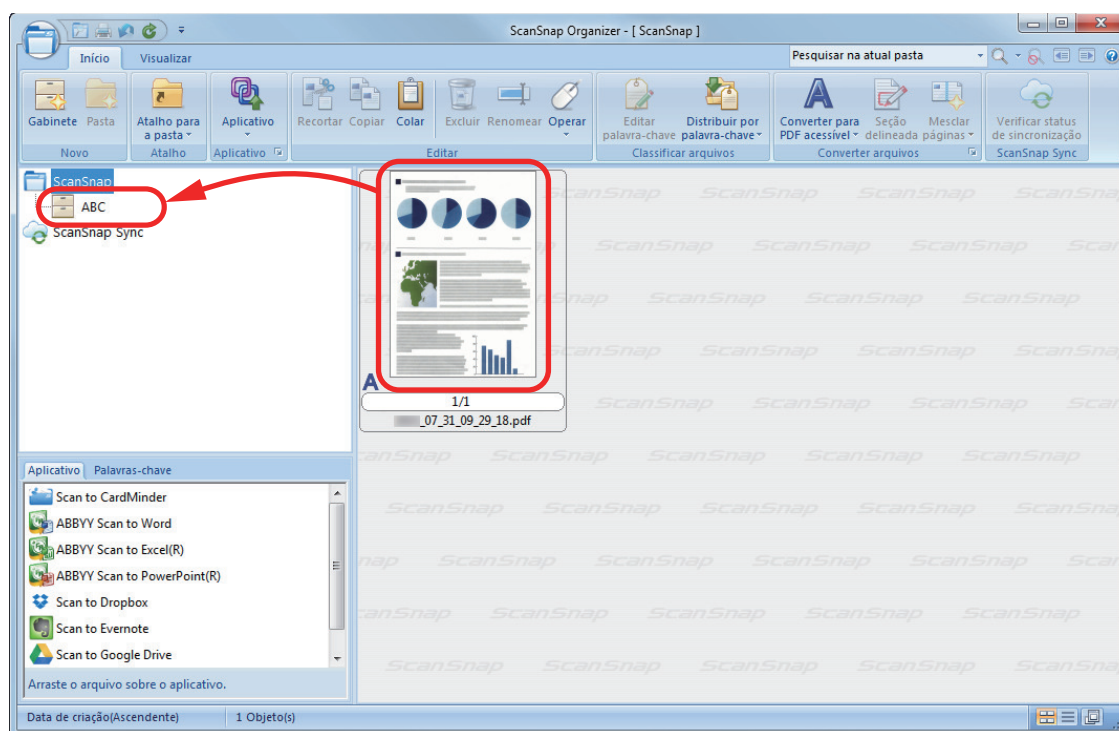 ScanSnap Organizer - [ ScanSnap ]
Início Visualizar Pesquisar na atual pasta
Gabinete Pasta Atalho para a pasta Aplicativo Recortar Copiar Colar Excluir Renomear Operar Editar palavra-chave Distribuir por palavra-chave Converter para PDF acessível Seção delineada Mesclar páginas Verificar status de sincronização
Novo Atalho Aplicativo Editar Classificar arquivos Converter arquivos ScanSnap Sync
ScanSnap
ABC
ScanSnap Sync
A
1/1
_07_31_09_29_18.pdf
Aplicativo Palavras-chave
Scan to CardMinder
ABBYY Scan to Word
ABBYY Scan to Excel(R)
ABBYY Scan to PowerPoint(R)
Scan to Dropbox
Scan to Evernote
Scan to Google Drive
Arraste o arquivo sobre o aplicativo.
Data de criação(Ascendente) 1 Objeto(s)